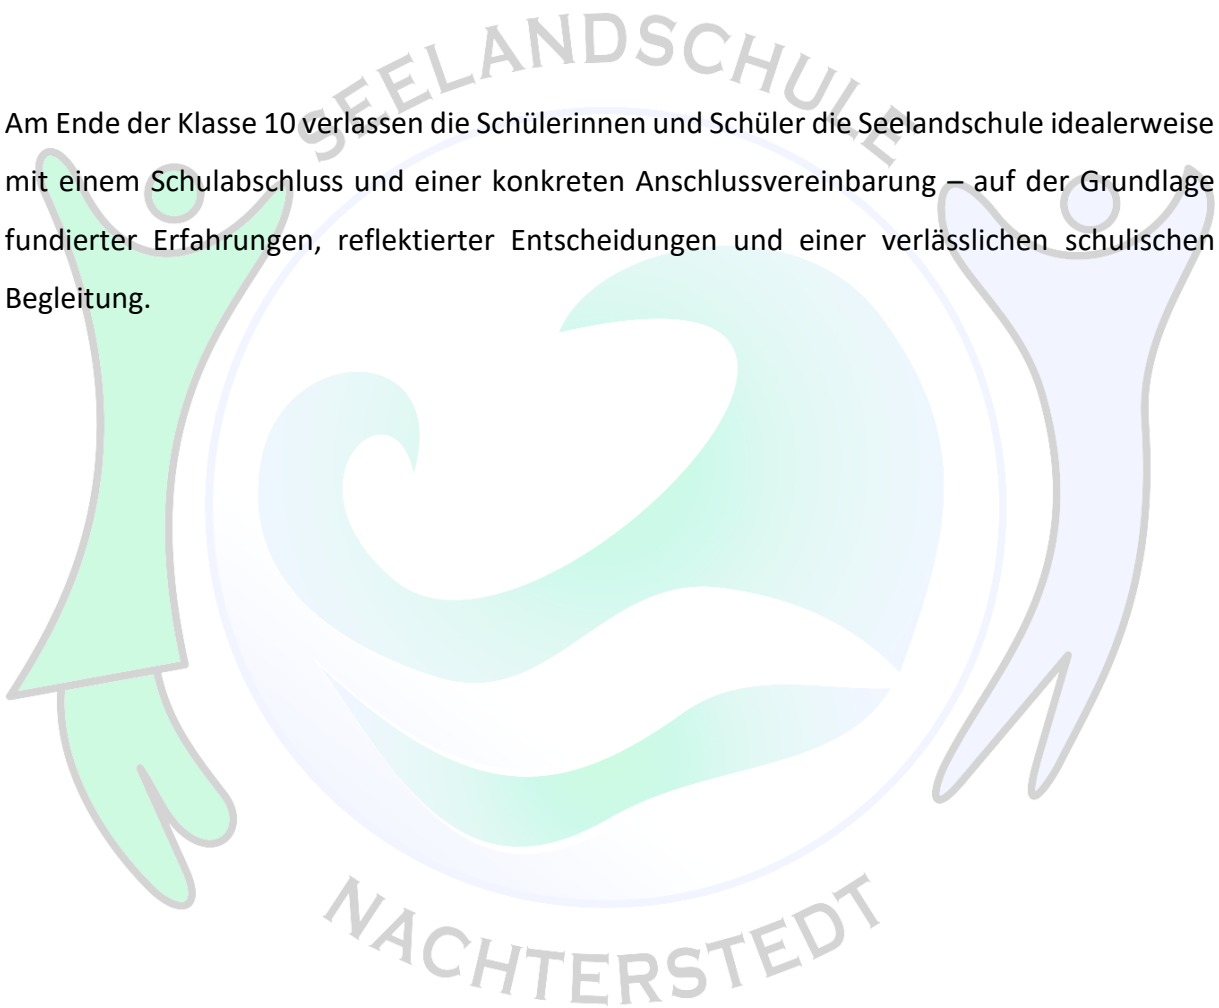 SEELANDSCHULE
Am Ende der Klasse 10 verlassen die Schülerinnen und Schüler die Seelandschule idealerweise
mit einem Schulabschluss und einer konkreten Anschlussvereinbarung – auf der Grundlage
fundierter Erfahrungen, reflektierter Entscheidungen und einer verlässlichen schulischen
Begleitung.
NACHTERSTEDT